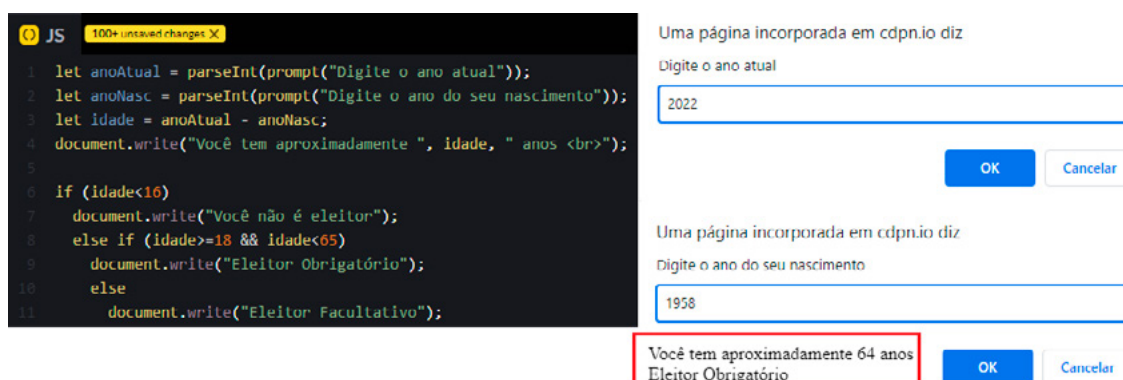 JS 100+ unsaved changes X
1 let anoAtual = parseInt(prompt("Digite o ano atual"));
2 let anoNasc = parseInt(prompt("Digite o ano do seu nascimento"));
3 let idade = anoAtual - anoNasc;
4 document.write("Você tem aproximadamente ", idade, " anos <br>");
5
6 if (idade<16)
7 document.write("Você não é eleitor");
8 else if (idade>=18 && idade<65)
9 document.write("Eleitor Obrigatório");
10 else
11 document.write("Eleitor Facultativo");
Uma página incorporada em cdpn.io diz
Digite o ano atual
2022
OK Cancelar
Uma página incorporada em cdpn.io diz
Digite o ano do seu nascimento
1958
Você tem aproximadamente 64 anos
Eleitor Obrigatório
OK Cancelar